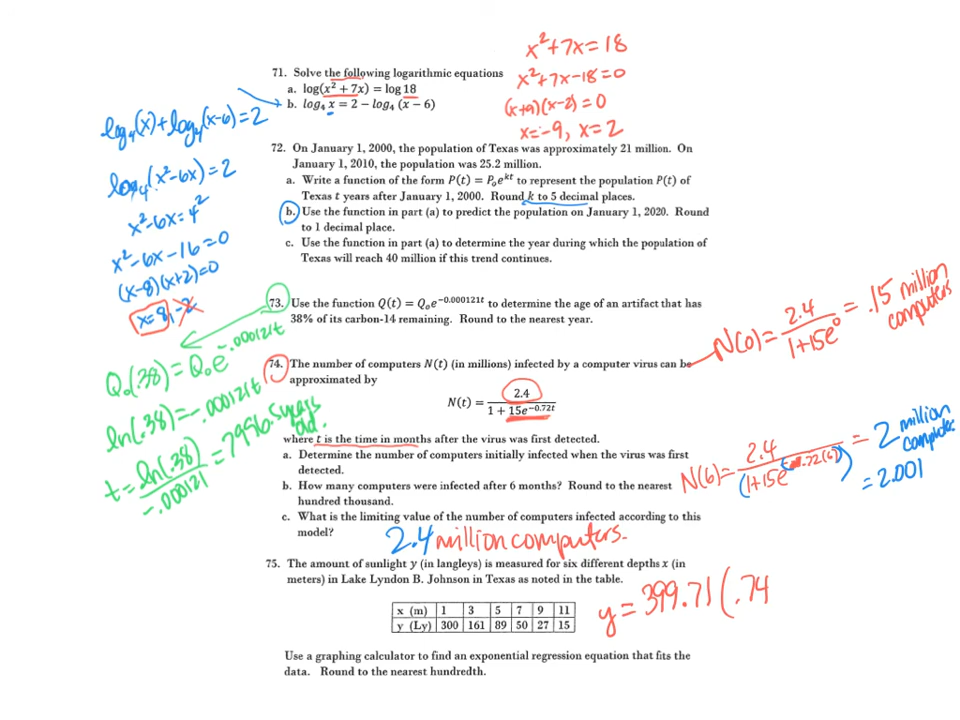 x²+7x=18
x²+7x-18=0
(x+9)(x-2)=0
x=-9, x=2
71. Solve the following logarithmic equations
a. log(x² + 7x) = log 18
b. log₄ x = 2 − log₄ (x − 6)
log₄(x)+log₄(x-6)=2
log₄(x²-6x)=2
x²-6x=4²
x²-6x-16=0
(x-8)(x+2)=0
x=8, -2
72. On January 1, 2000, the population of Texas was approximately 21 million. On
January 1, 2010, the population was 25.2 million.
a. Write a function of the form P(t) = P₀eᵏᵗ to represent the population P(t) of
Texas t years after January 1, 2000. Round k to 5 decimal places.
b. Use the function in part (a) to predict the population on January 1, 2020. Round
to 1 decimal place.
c. Use the function in part (a) to determine the year during which the population of
Texas will reach 40 million if this trend continues.
73. Use the function Q(t) = Q₀e^−0.000121t to determine the age of an artifact that has
38% of its carbon-14 remaining. Round to the nearest year.
Q₀(.38)=Q₀e^-.000121t
ln(.38)=-.000121t
t=ln(.38)/-.000121=7996.5 years old.
74. The number of computers N(t) (in millions) infected by a computer virus can be
approximated by
N(t) = 2.4/(1 + 15e^−0.72t)
N(0)=2.4/1+15e⁰=.15 million computers
where t is the time in months after the virus was first detected.
a. Determine the number of computers initially infected when the virus was first
detected.
b. How many computers were infected after 6 months? Round to the nearest
hundred thousand.
N(6)=2.4/(1+15e^(-.72(6)))=2 million computers
=2.001
c. What is the limiting value of the number of computers infected according to this
model?
2.4 million computers.
75. The amount of sunlight y (in langleys) is measured for six different depths x (in
meters) in Lake Lyndon B. Johnson in Texas as noted in the table.
x (m) 1 3 5 7 9 11
y (Ly) 300 161 89 50 27 15
y=399.71(.74
Use a graphing calculator to find an exponential regression equation that fits the
data. Round to the nearest hundredth.